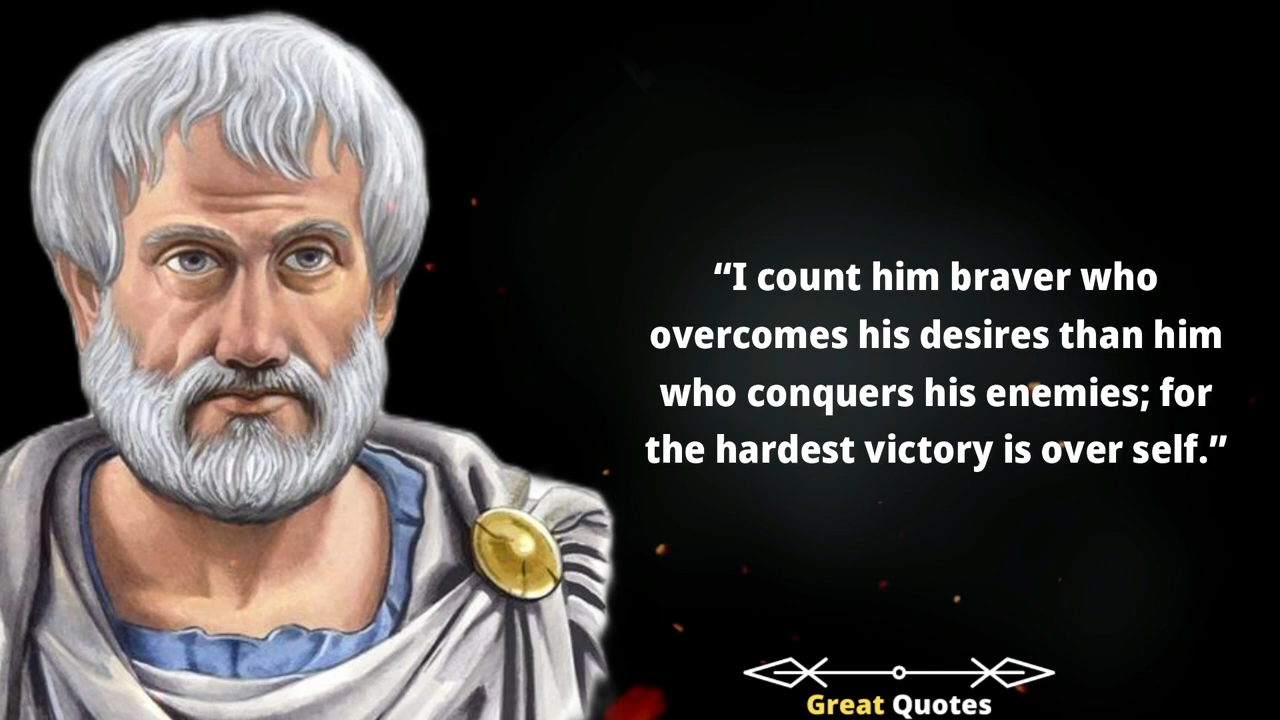 “I count him braver who
overcomes his desires than him
who conquers his enemies; for
the hardest victory is over self.”
Great Quotes